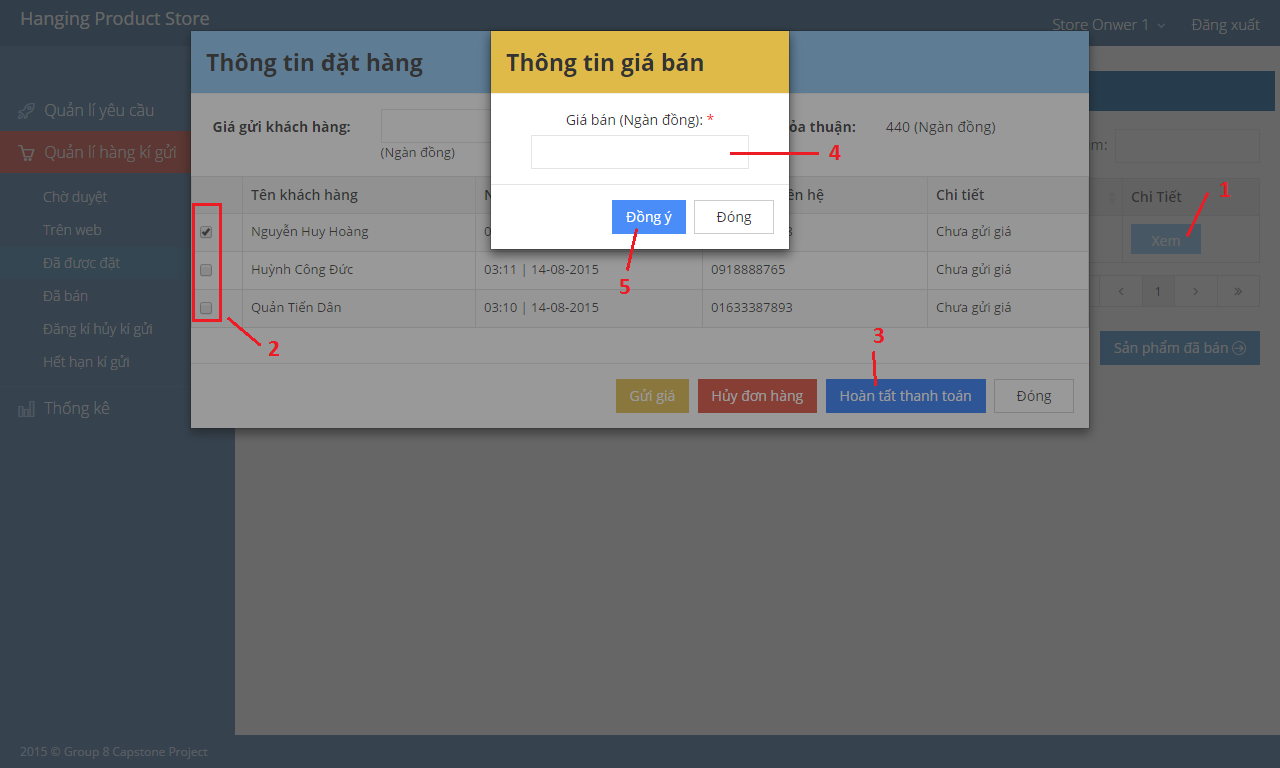 Hanging Product Store
Store Onwer 1
Đăng xuất
Thông tin đặt hàng
Thông tin giá bán
Quản lí yêu cầu
Quản lí hàng kí gửi
Chờ duyệt
Trên web
Đã được đặt
Đã bán
Đăng kí hủy kí gửi
Hết hạn kí gửi
Thống kê
Giá gửi khách hàng:
(Ngàn đồng)
Giá bán (Ngàn đồng): *
thuận:
440 (Ngàn đồng)
4
Đồng ý
Đóng
5
Tên khách hàng
hệ
Chi tiết
Nguyễn Huy Hoàng
Chưa gửi giá
Huỳnh Công Đức
03:11 | 14-08-2015
0918888765
Chưa gửi giá
Quản Tiến Dân
03:10 | 14-08-2015
01633387893
Chưa gửi giá
2
3
Gửi giá
Hủy đơn hàng
Hoàn tất thanh toán
Đóng
Chi Tiết
1
Xem
‹
1
›
»
Sản phẩm đã bán
2015 © Group 8 Capstone Project